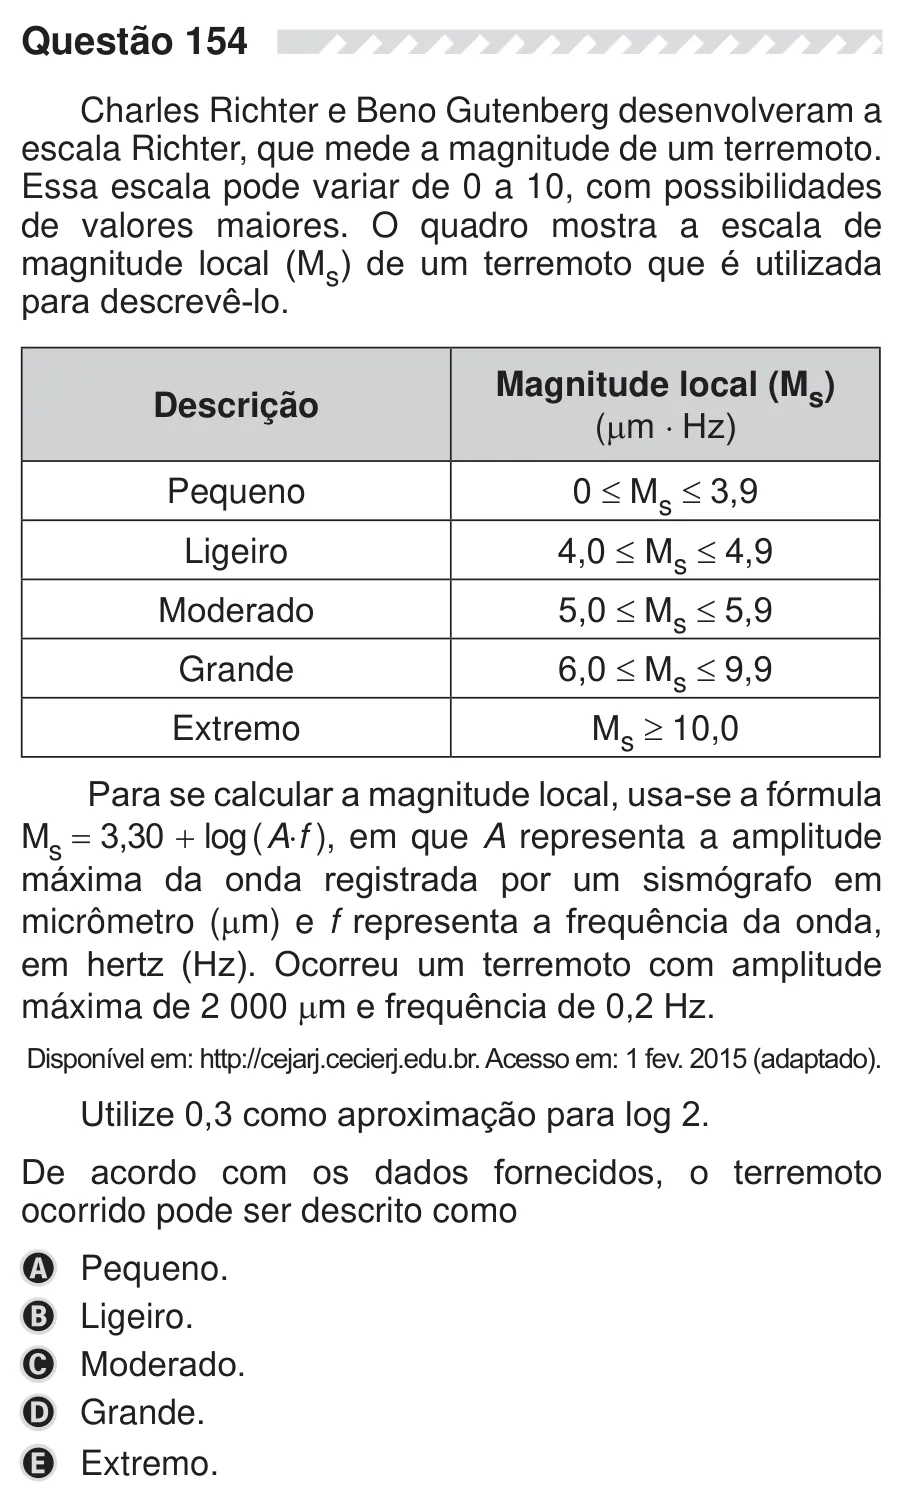 Questão 154
Charles Richter e Beno Gutenberg desenvolveram a
escala Richter, que mede a magnitude de um terremoto.
Essa escala pode variar de 0 a 10, com possibilidades
de valores maiores. O quadro mostra a escala de
magnitude local (Mₛ) de um terremoto que é utilizada
para descrevê-lo.
Descrição
Magnitude local (Mₛ)
(μm · Hz)
Pequeno
0 ≤ Mₛ ≤ 3,9
Ligeiro
4,0 ≤ Mₛ ≤ 4,9
Moderado
5,0 ≤ Mₛ ≤ 5,9
Grande
6,0 ≤ Mₛ ≤ 9,9
Extremo
Mₛ ≥ 10,0
Para se calcular a magnitude local, usa-se a fórmula
Mₛ = 3,30 + log(A·f), em que A representa a amplitude
máxima da onda registrada por um sismógrafo em
micrômetro (μm) e f representa a frequência da onda,
em hertz (Hz). Ocorreu um terremoto com amplitude
máxima de 2 000 μm e frequência de 0,2 Hz.
Disponível em: http://cejarj.cecierj.edu.br. Acesso em: 1 fev. 2015 (adaptado).
Utilize 0,3 como aproximação para log 2.
De acordo com os dados fornecidos, o terremoto
ocorrido pode ser descrito como
A Pequeno.
B Ligeiro.
C Moderado.
D Grande.
E Extremo.